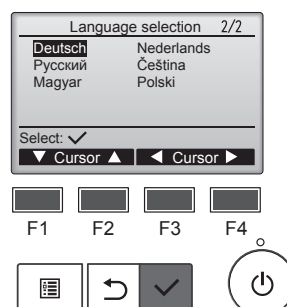 Language selection 2/2
Deutsch Nederlands
Русский Čeština
Magyar Polski
Select: ✓
▼ Cursor ▲ ◀ Cursor ▶
F1 F2 F3 F4